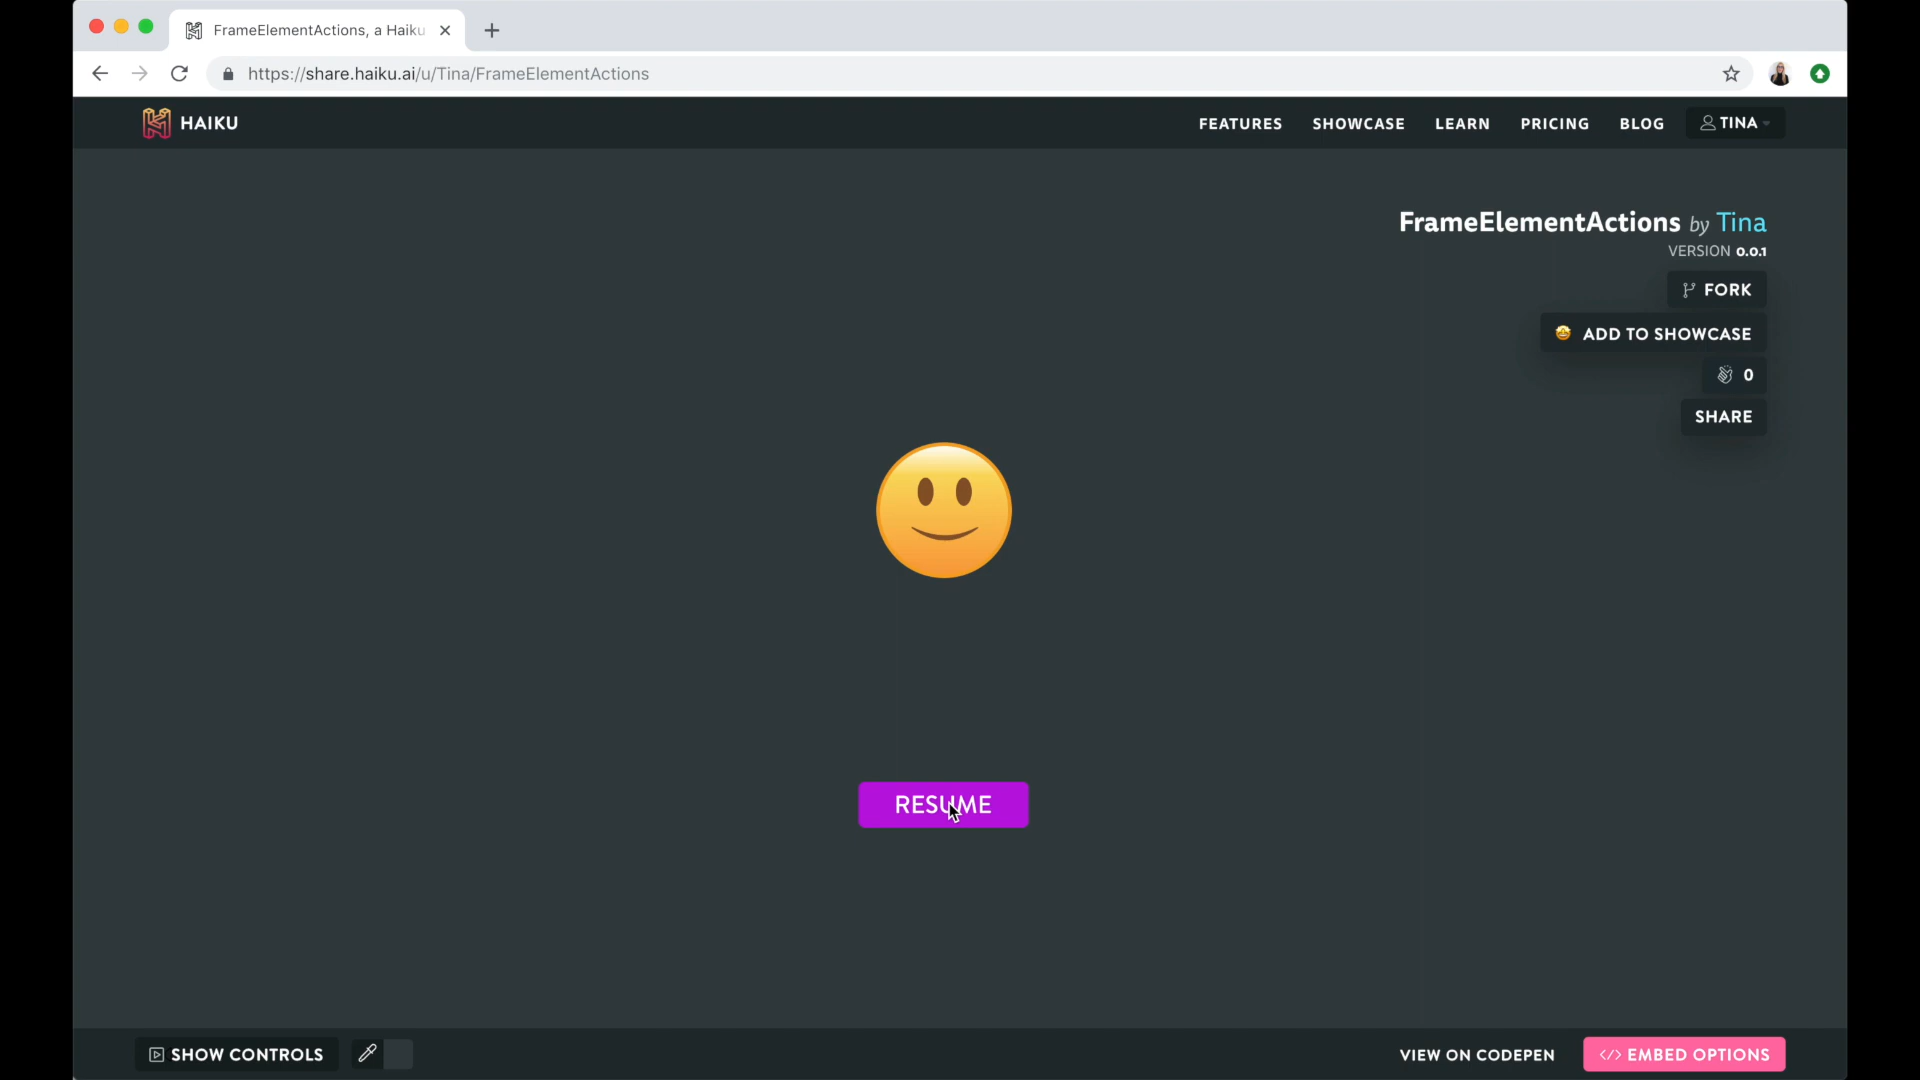 FrameElementActions, a Haiku
https://share.haiku.ai/u/Tina/FrameElementActions
HAIKU
FEATURES
SHOWCASE
LEARN
PRICING
BLOG
TINA
FrameElementActions by Tina
VERSION 0.0.1
FORK
ADD TO SHOWCASE
0
SHARE
RESUME
SHOW CONTROLS
VIEW ON CODEPEN
</> EMBED OPTIONS